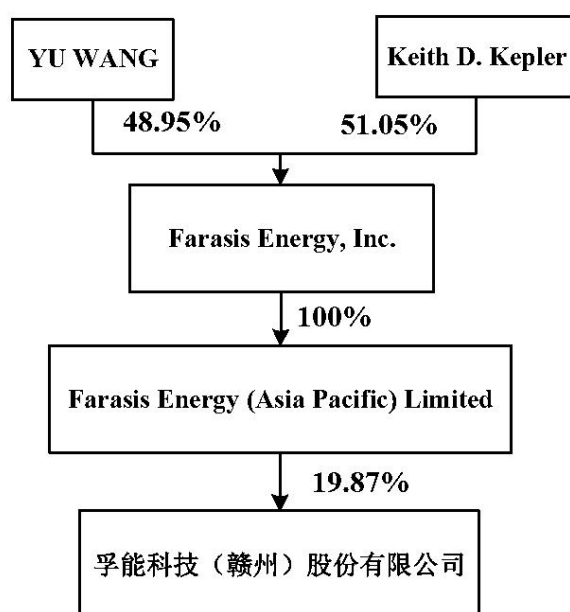 YU WANG
Keith D. Kepler
48.95%
51.05%
Farasis Energy, Inc.
100%
Farasis Energy (Asia Pacific) Limited
19.87%
孚能科技（赣州）股份有限公司